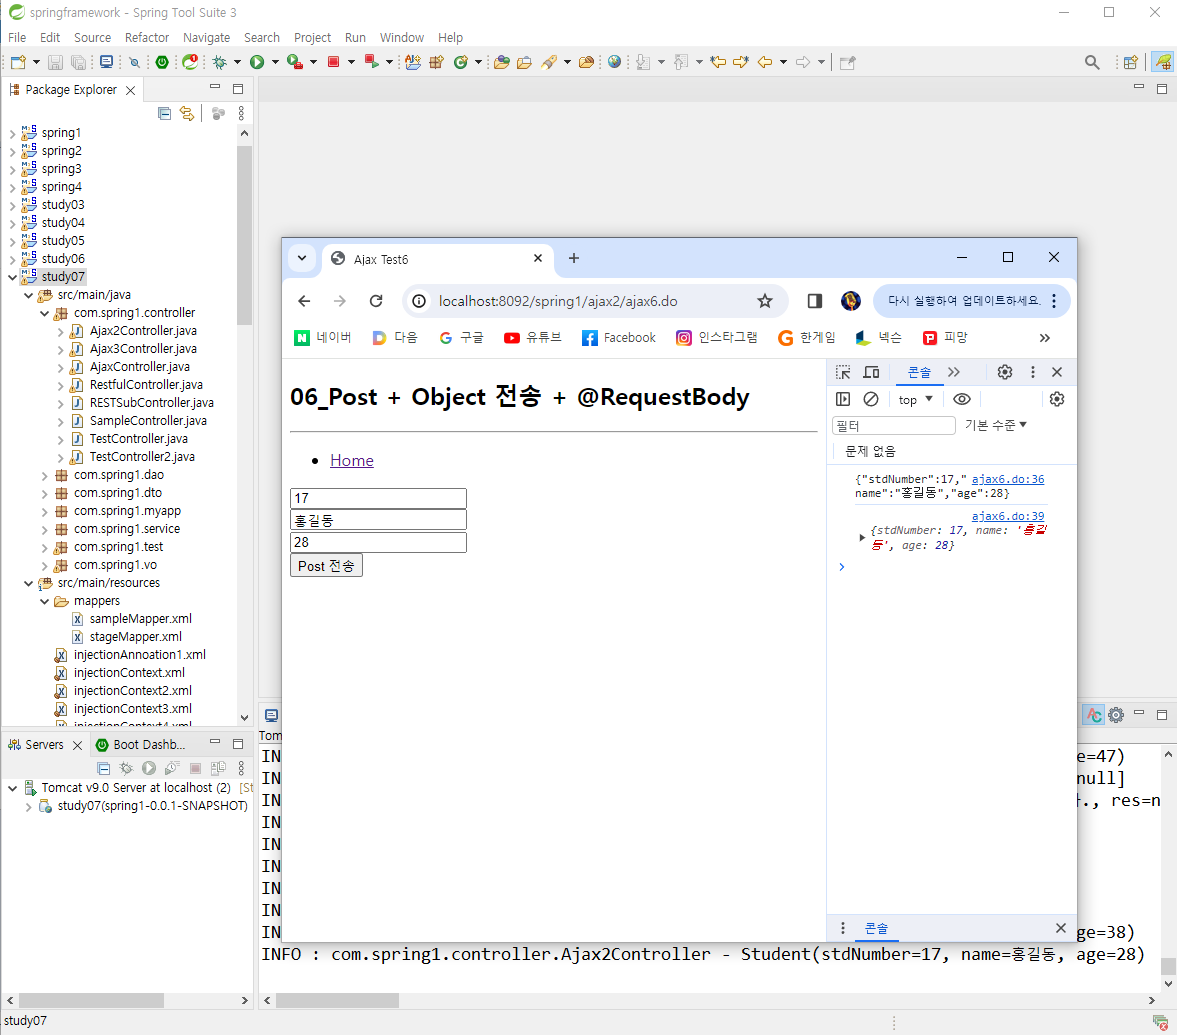 springframework - Spring Tool Suite 3
File Edit Source Refactor Navigate Search Project Run Window Help
Package Explorer
spring1
spring2
spring3
spring4
study03
study04
study05
study06
study07
src/main/java
com.spring1.controller
Ajax2Controller.java
Ajax3Controller.java
AjaxController.java
RestfulController.java
RESTSubController.java
SampleController.java
TestController.java
TestController2.java
com.spring1.dao
com.spring1.dto
com.spring1.myapp
com.spring1.service
com.spring1.test
com.spring1.vo
src/main/resources
mappers
sampleMapper.xml
stageMapper.xml
injectionAnnoation1.xml
injectionContext.xml
injectionContext2.xml
injectionContext3.xml
injectionContext4.xml
Servers Boot Dashb...
Tomcat v9.0 Server at localhost (2) [St
study07(spring1-0.0.1-SNAPSHOT)
study07
Ajax Test6
localhost:8092/spring1/ajax2/ajax6.do
다시 실행하여 업데이트하세요.
네이버 다음 구글 유튜브 Facebook 인스타그램 한게임 넥슨 피망
06_Post + Object 전송 + @RequestBody
Home
17
홍길동
28
Post 전송
콘솔
top
필터 기본 수준
문제 없음
{"stdNumber":17," ajax6.do:36
name":"홍길동","age":28}
ajax6.do:39
{stdNumber: 17, name: '홍길
동', age: 28}
콘솔
Tom
IN ge=47)
IN null]
IN ., res=n
IN
IN
IN
IN
IN
IN ge=38)
INFO : com.spring1.controller.Ajax2Controller - Student(stdNumber=17, name=홍길동, age=28)